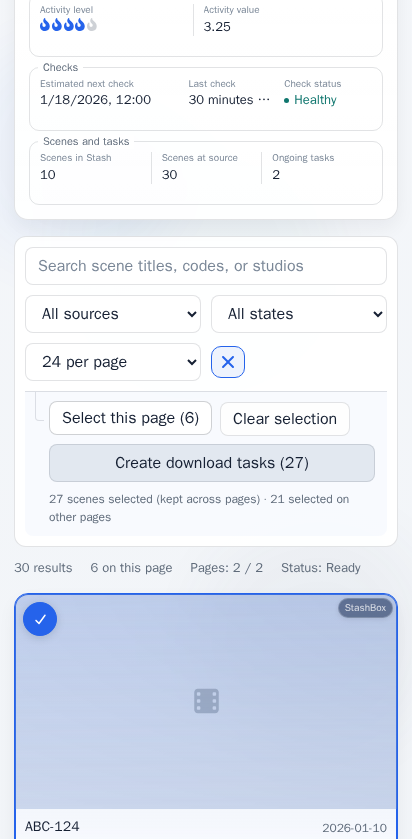 Activity level Activity value
3.25
Checks
Estimated next check Last check Check status
1/18/2026, 12:00 30 minutes ··· Healthy
Scenes and tasks
Scenes in Stash Scenes at source Ongoing tasks
10 30 2
Search scene titles, codes, or studios
All sources All states
24 per page
Select this page (6) Clear selection
Create download tasks (27)
27 scenes selected (kept across pages) · 21 selected on
other pages
30 results 6 on this page Pages: 2 / 2 Status: Ready
StashBox
ABC-124 2026-01-10